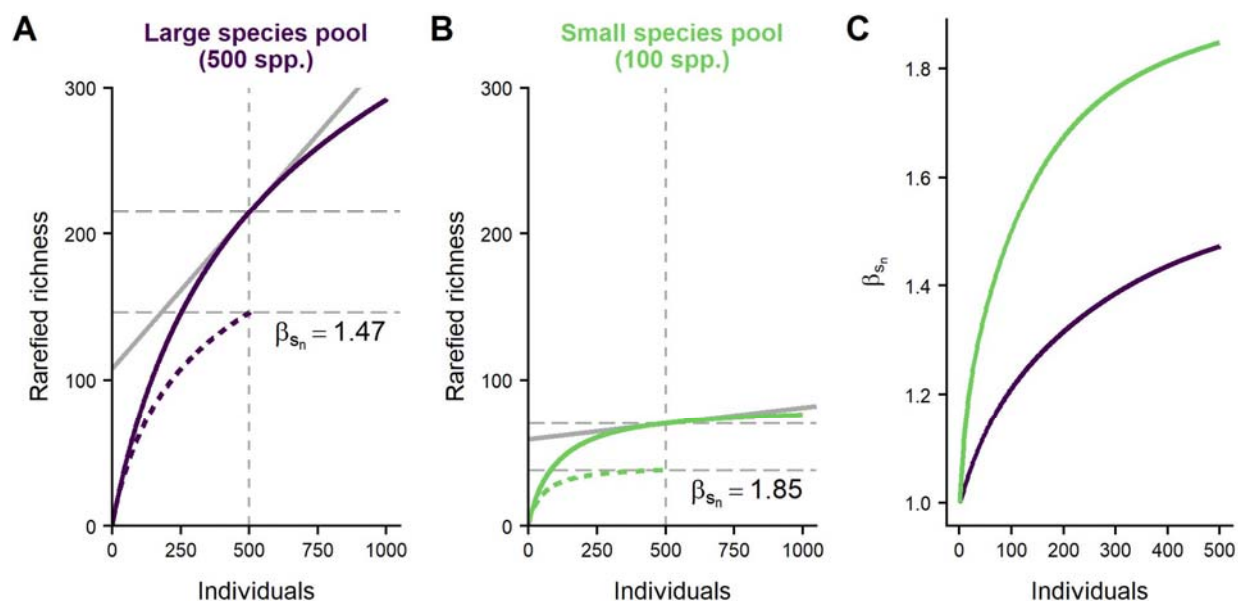 A
Large species pool
(500 spp.)
300
200
100
0
Rarefied richness
β_{s_n} = 1.47
0 250 500 750 1000
Individuals
B
Small species pool
(100 spp.)
300
200
100
0
Rarefied richness
β_{s_n} = 1.85
0 250 500 750 1000
Individuals
C
1.8
1.6
1.4
1.2
1.0
β_{s_n}
0 100 200 300 400 500
Individuals